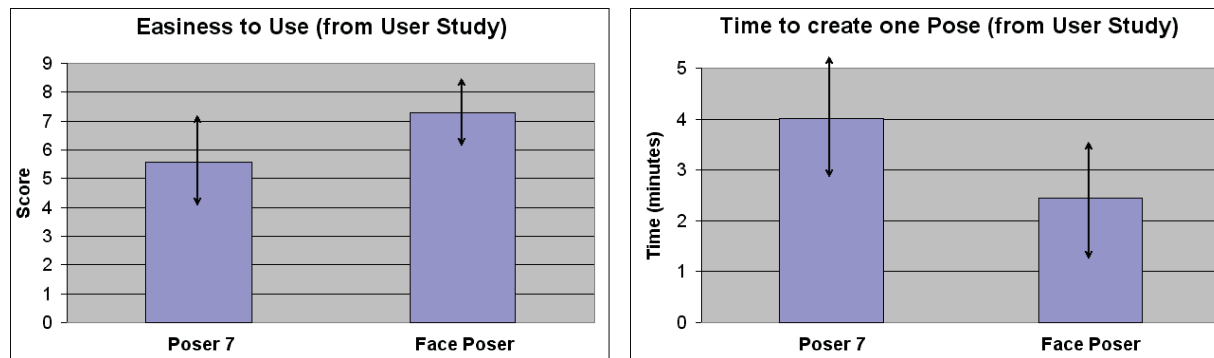 Easiness to Use (from User Study)
9
8
7
6
5
4
3
2
1
0
Score
Poser 7
Face Poser
Time to create one Pose (from User Study)
5
4
3
2
1
0
Time (minutes)
Poser 7
Face Poser